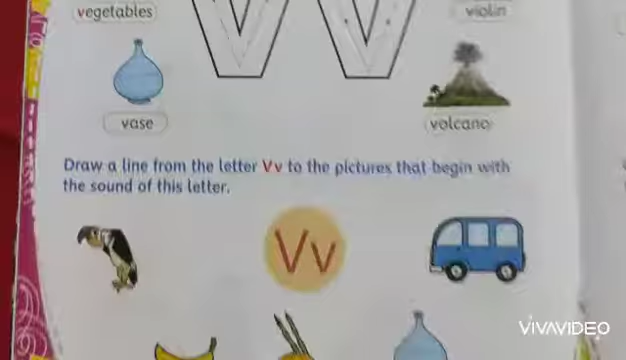 vegetables
violin
Vv
vase
volcano
Draw a line from the letter Vv to the pictures that begin with
the sound of this letter.
Vv
VIVAVIDEO